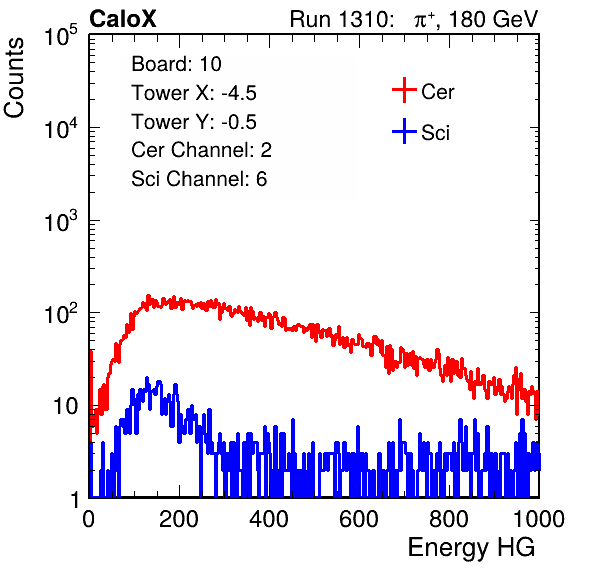 CaloX Run 1310: π⁺, 180 GeV
Counts
Board: 10
Tower X: -4.5
Tower Y: -0.5
Cer Channel: 2
Sci Channel: 6
Cer
Sci
10⁵
10⁴
10³
10²
10
1
0 200 400 600 800 1000
Energy HG